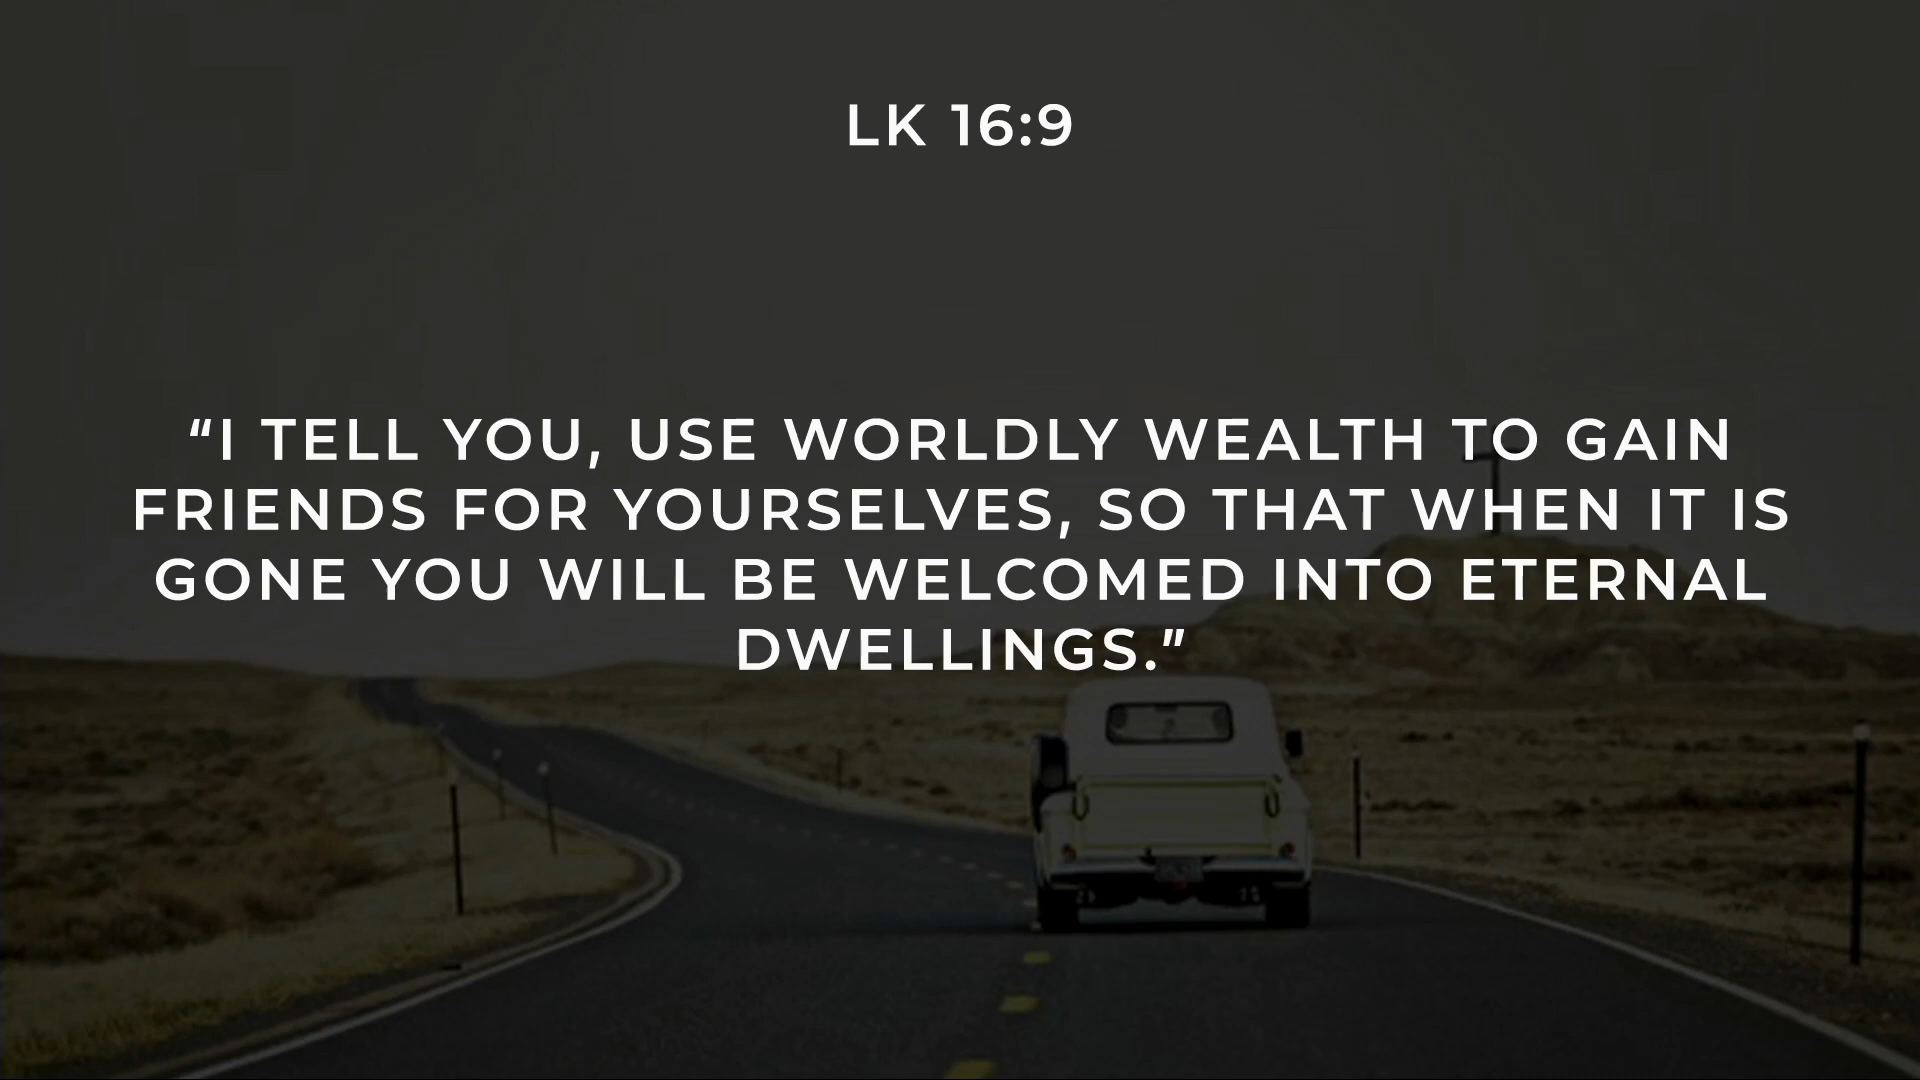 LK 16:9
“I TELL YOU, USE WORLDLY WEALTH TO GAIN
FRIENDS FOR YOURSELVES, SO THAT WHEN IT IS
GONE YOU WILL BE WELCOMED INTO ETERNAL
DWELLINGS.”